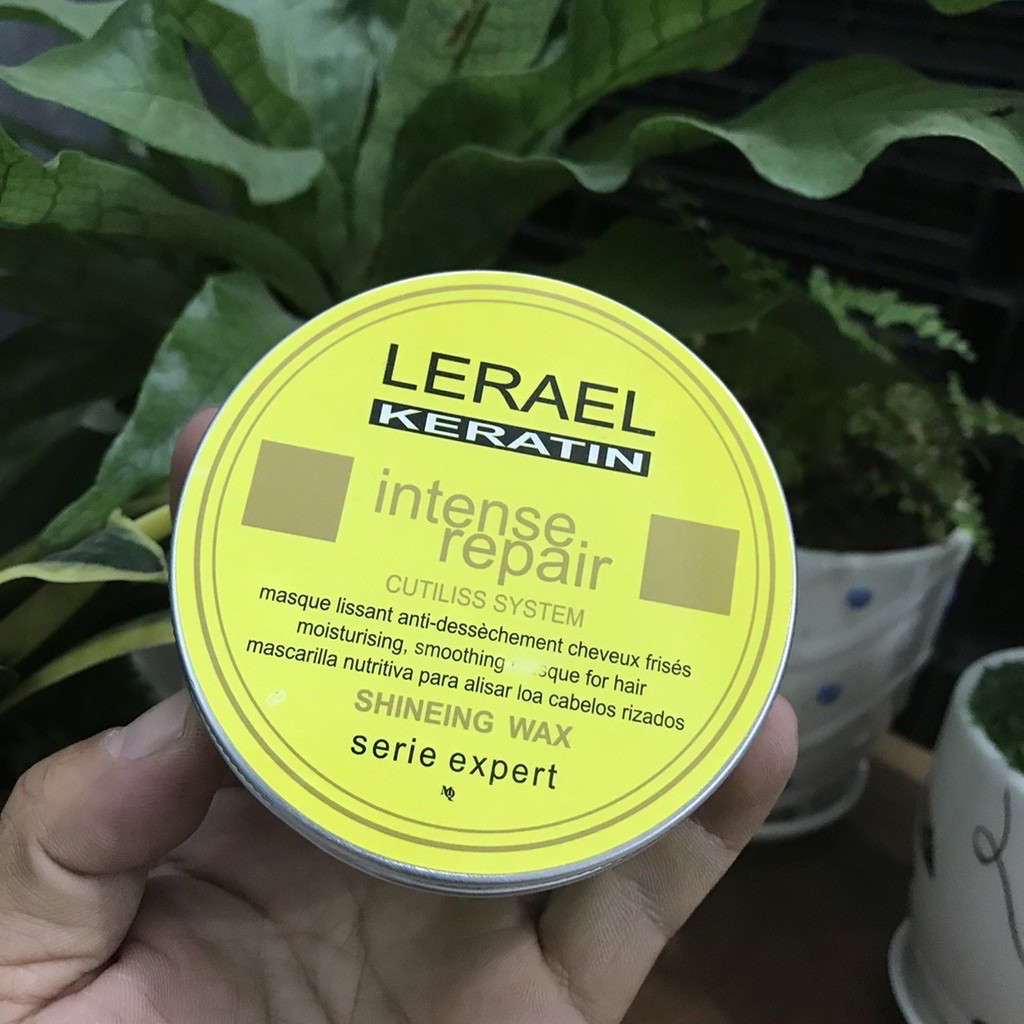 LERAEL
KERATIN
intense
repair
CUTILISS SYSTEM
masque lissant anti-dessèchement cheveux frisés
moisturising, smoothing for hair
mascarilla nutritiva para alisar loa cabelos rizados
SHINEING WAX
serie expert